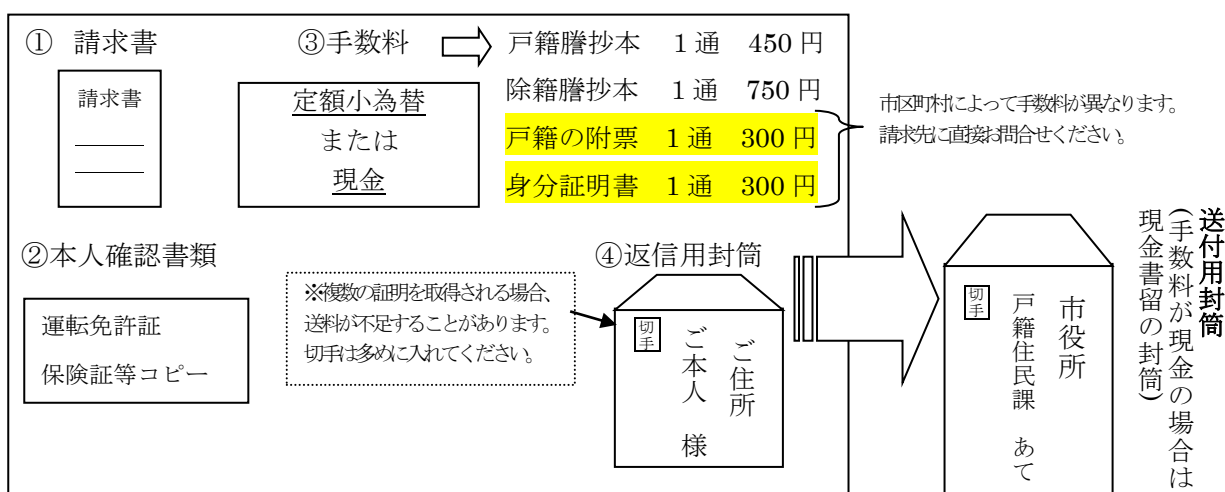 ① 請求書
請求書
③手数料
定額小為替
または
現金
戸籍謄抄本 1通 450円
除籍謄抄本 1通 750円
戸籍の附票 1通 300円
身分証明書 1通 300円
市区町村によって手数料が異なります。
請求先に直接お問合せください。
②本人確認書類
運転免許証
保険証等コピー
※複数の証明を取得される場合、
送料が不足することがあります。
切手は多めに入れてください。
④返信用封筒
切手
ご住所
ご本人 様
切手
市役所
戸籍住民課 あて
送付用封筒
(手数料が現金の場合は
現金書留の封筒)